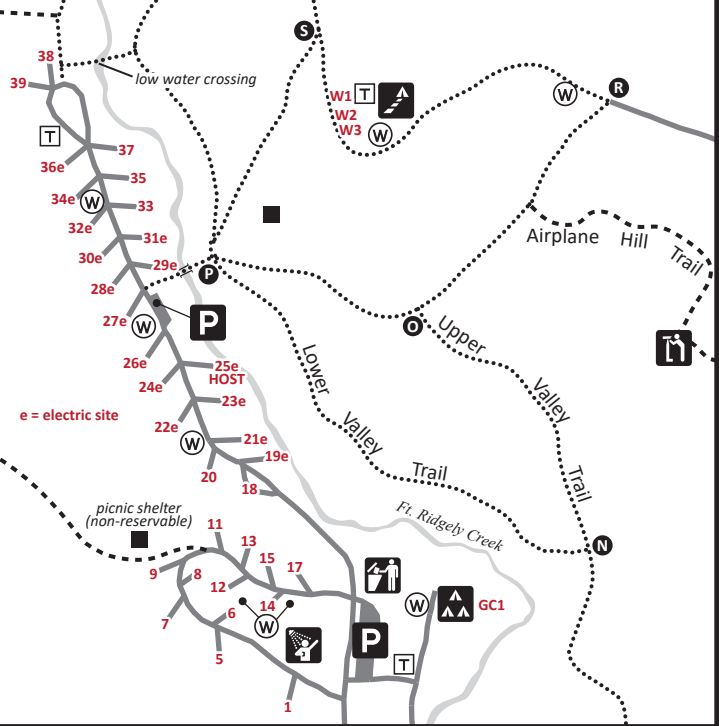 S
38
39
low water crossing
W1 T
W2
W3 W
W
R
T
37
36e
35
34e W
33
32e
31e
30e
29e
28e
P
27e
W
P
Airplane Hill Trail
O
Upper Valley Trail
Lower Valley Trail
26e
25e
HOST
24e
23e
e = electric site
22e
W
21e
20
19e
18
picnic shelter
(non-reservable)
Ft. Ridgely Creek
N
11
13
15
17
9
8
12
14
7
6
W
5
1
W
GC1
P
T